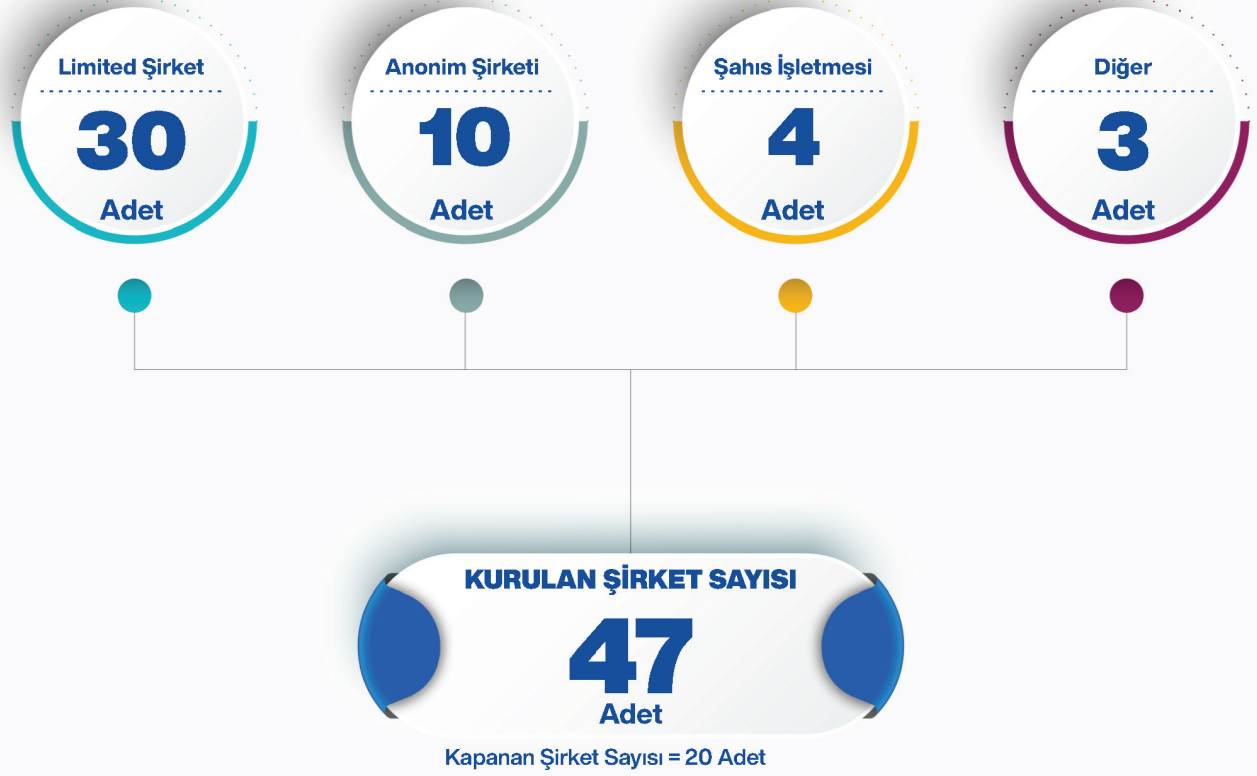 Limited Şirket
30
Adet
Anonim Şirketi
10
Adet
Şahıs İşletmesi
4
Adet
Diğer
3
Adet
KURULAN ŞİRKET SAYISI
47
Adet
Kapanan Şirket Sayısı = 20 Adet